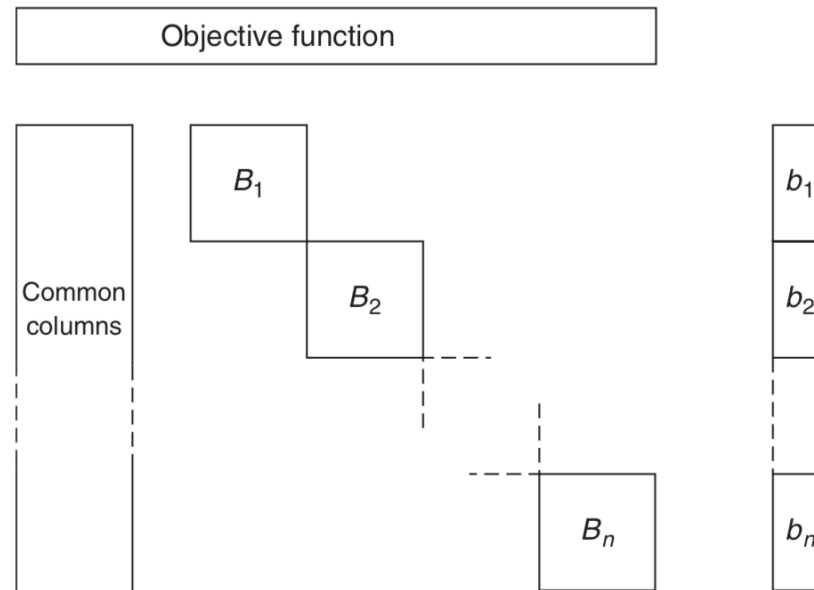 Objective function
B₁
b₁
Common
columns
B₂
b₂
Bₙ
bₙ